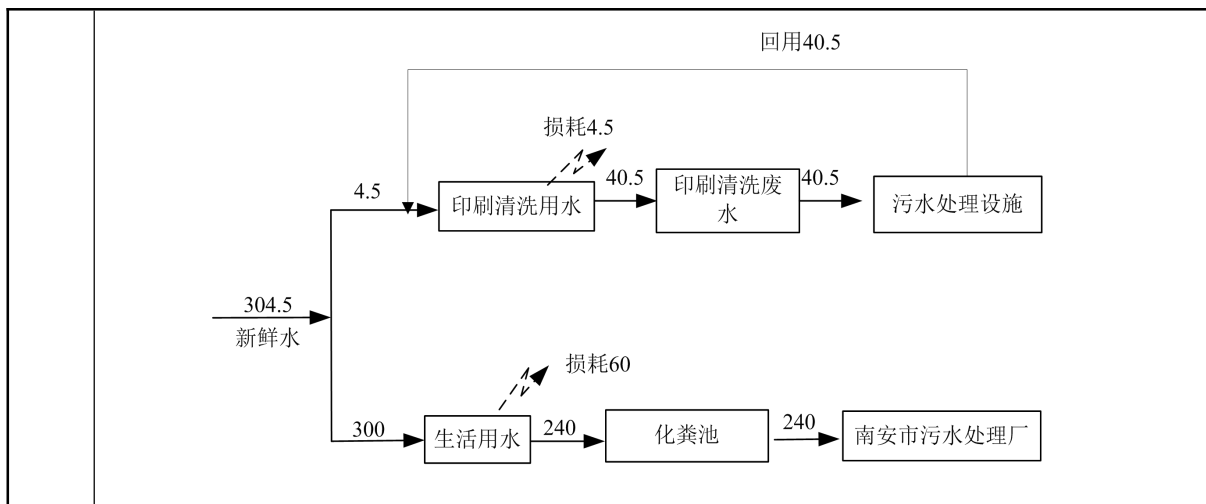 回用40.5
损耗4.5
4.5
印刷清洗用水
40.5
印刷清洗废
水
40.5
污水处理设施
304.5
新鲜水
损耗60
300
生活用水
240
化粪池
240
南安市污水处理厂